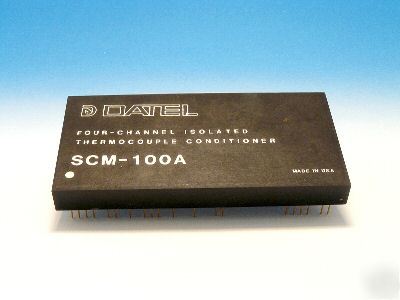 DATEL
FOUR-CHANNEL ISOLATED
THERMOCOUPLE CONDITIONER
SCM-100A
MADE IN USA